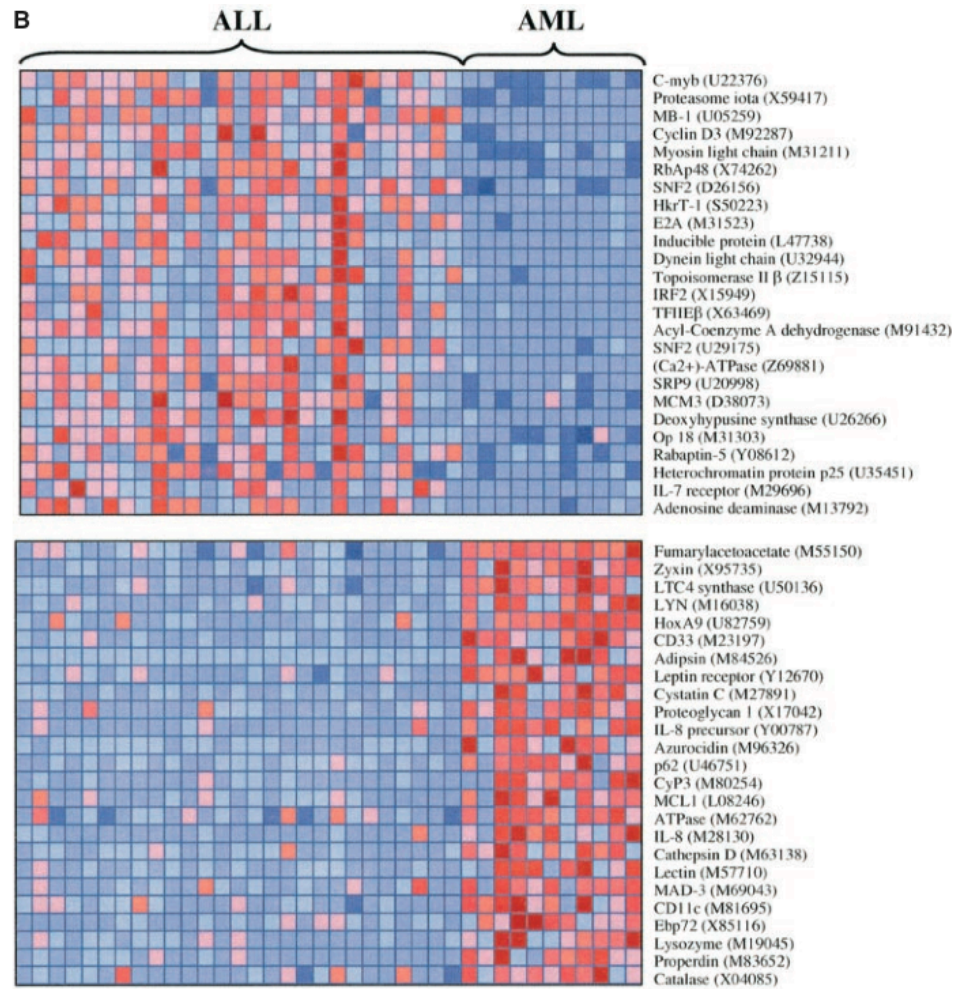 B
ALL AML
C-myb (U22376)
Proteasome iota (X59417)
MB-1 (U05259)
Cyclin D3 (M92287)
Myosin light chain (M31211)
RbAp48 (X74262)
SNF2 (D26156)
HkrT-1 (S50223)
E2A (M31523)
Inducible protein (L47738)
Dynein light chain (U32944)
Topoisomerase II β (Z15115)
IRF2 (X15949)
TFIIEβ (X63469)
Acyl-Coenzyme A dehydrogenase (M91432)
SNF2 (U29175)
(Ca2+)-ATPase (Z69881)
SRP9 (U20998)
MCM3 (D38073)
Deoxyhypusine synthase (U26266)
Op 18 (M31303)
Rabaptin-5 (Y08612)
Heterochromatin protein p25 (U35451)
IL-7 receptor (M29696)
Adenosine deaminase (M13792)
Fumarylacetoacetate (M55150)
Zyxin (X95735)
LTC4 synthase (U50136)
LYN (M16038)
HoxA9 (U82759)
CD33 (M23197)
Adipsin (M84526)
Leptin receptor (Y12670)
Cystatin C (M27891)
Proteoglycan 1 (X17042)
IL-8 precursor (Y00787)
Azurocidin (M96326)
p62 (U46751)
CyP3 (M80254)
MCL1 (L08246)
ATPase (M62762)
IL-8 (M28130)
Cathepsin D (M63138)
Lectin (M57710)
MAD-3 (M69043)
CD11c (M81695)
Ebp72 (X85116)
Lysozyme (M19045)
Properdin (M83652)
Catalase (X04085)